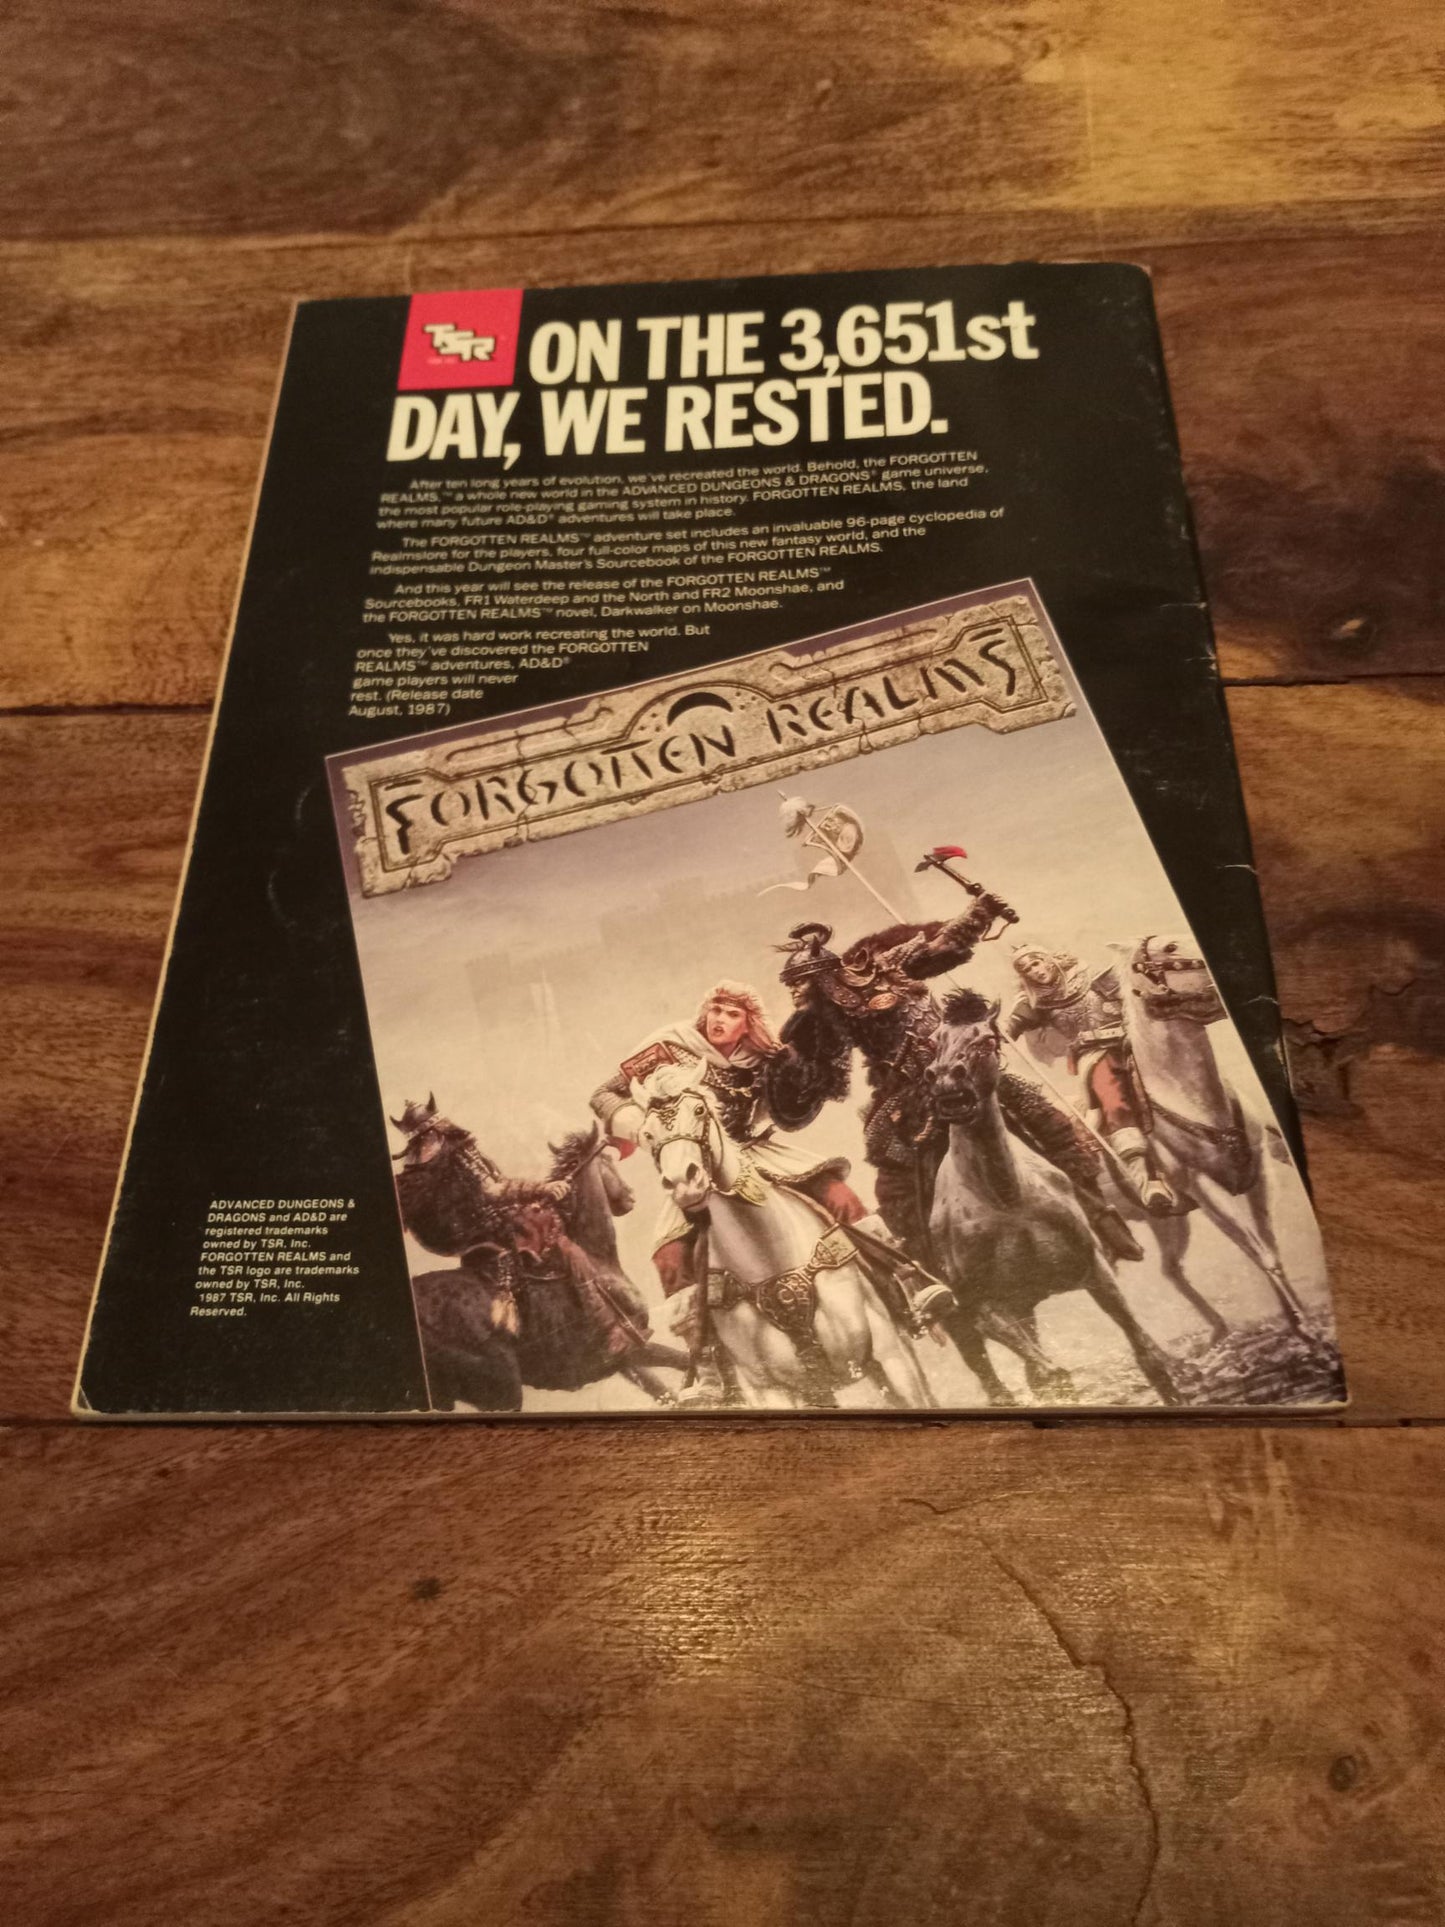 TSR
ON THE 3,651st
DAY, WE RESTED.
After ten long years of evolution, we've recreated the world. Behold, the FORGOTTEN
REALMS,™ a whole new world in the ADVANCED DUNGEONS & DRAGONS® game universe,
the most popular role-playing gaming system in history. FORGOTTEN REALMS, the land
where many future AD&D® adventures will take place.
The FORGOTTEN REALMS™ adventure set includes an invaluable 96-page cyclopedia of
Realmslore for the players, four full-color maps of this new fantasy world, and the
indispensable Dungeon Master's Sourcebook of the FORGOTTEN REALMS.
And this year will see the release of the FORGOTTEN REALMS™
Sourcebooks, FR1 Waterdeep and the North and FR2 Moonshae, and
the FORGOTTEN REALMS™ novel, Darkwalker on Moonshae.
Yes, it was hard work recreating the world. But
once they've discovered the FORGOTTEN
REALMS™ adventures, AD&D®
game players will never
rest. (Release date
August, 1987)
FORGOTTEN REALMS
ADVANCED DUNGEONS &
DRAGONS and AD&D are
registered trademarks
owned by TSR, Inc.
FORGOTTEN REALMS and
the TSR logo are trademarks
owned by TSR, Inc.
1987 TSR, Inc. All Rights
Reserved.